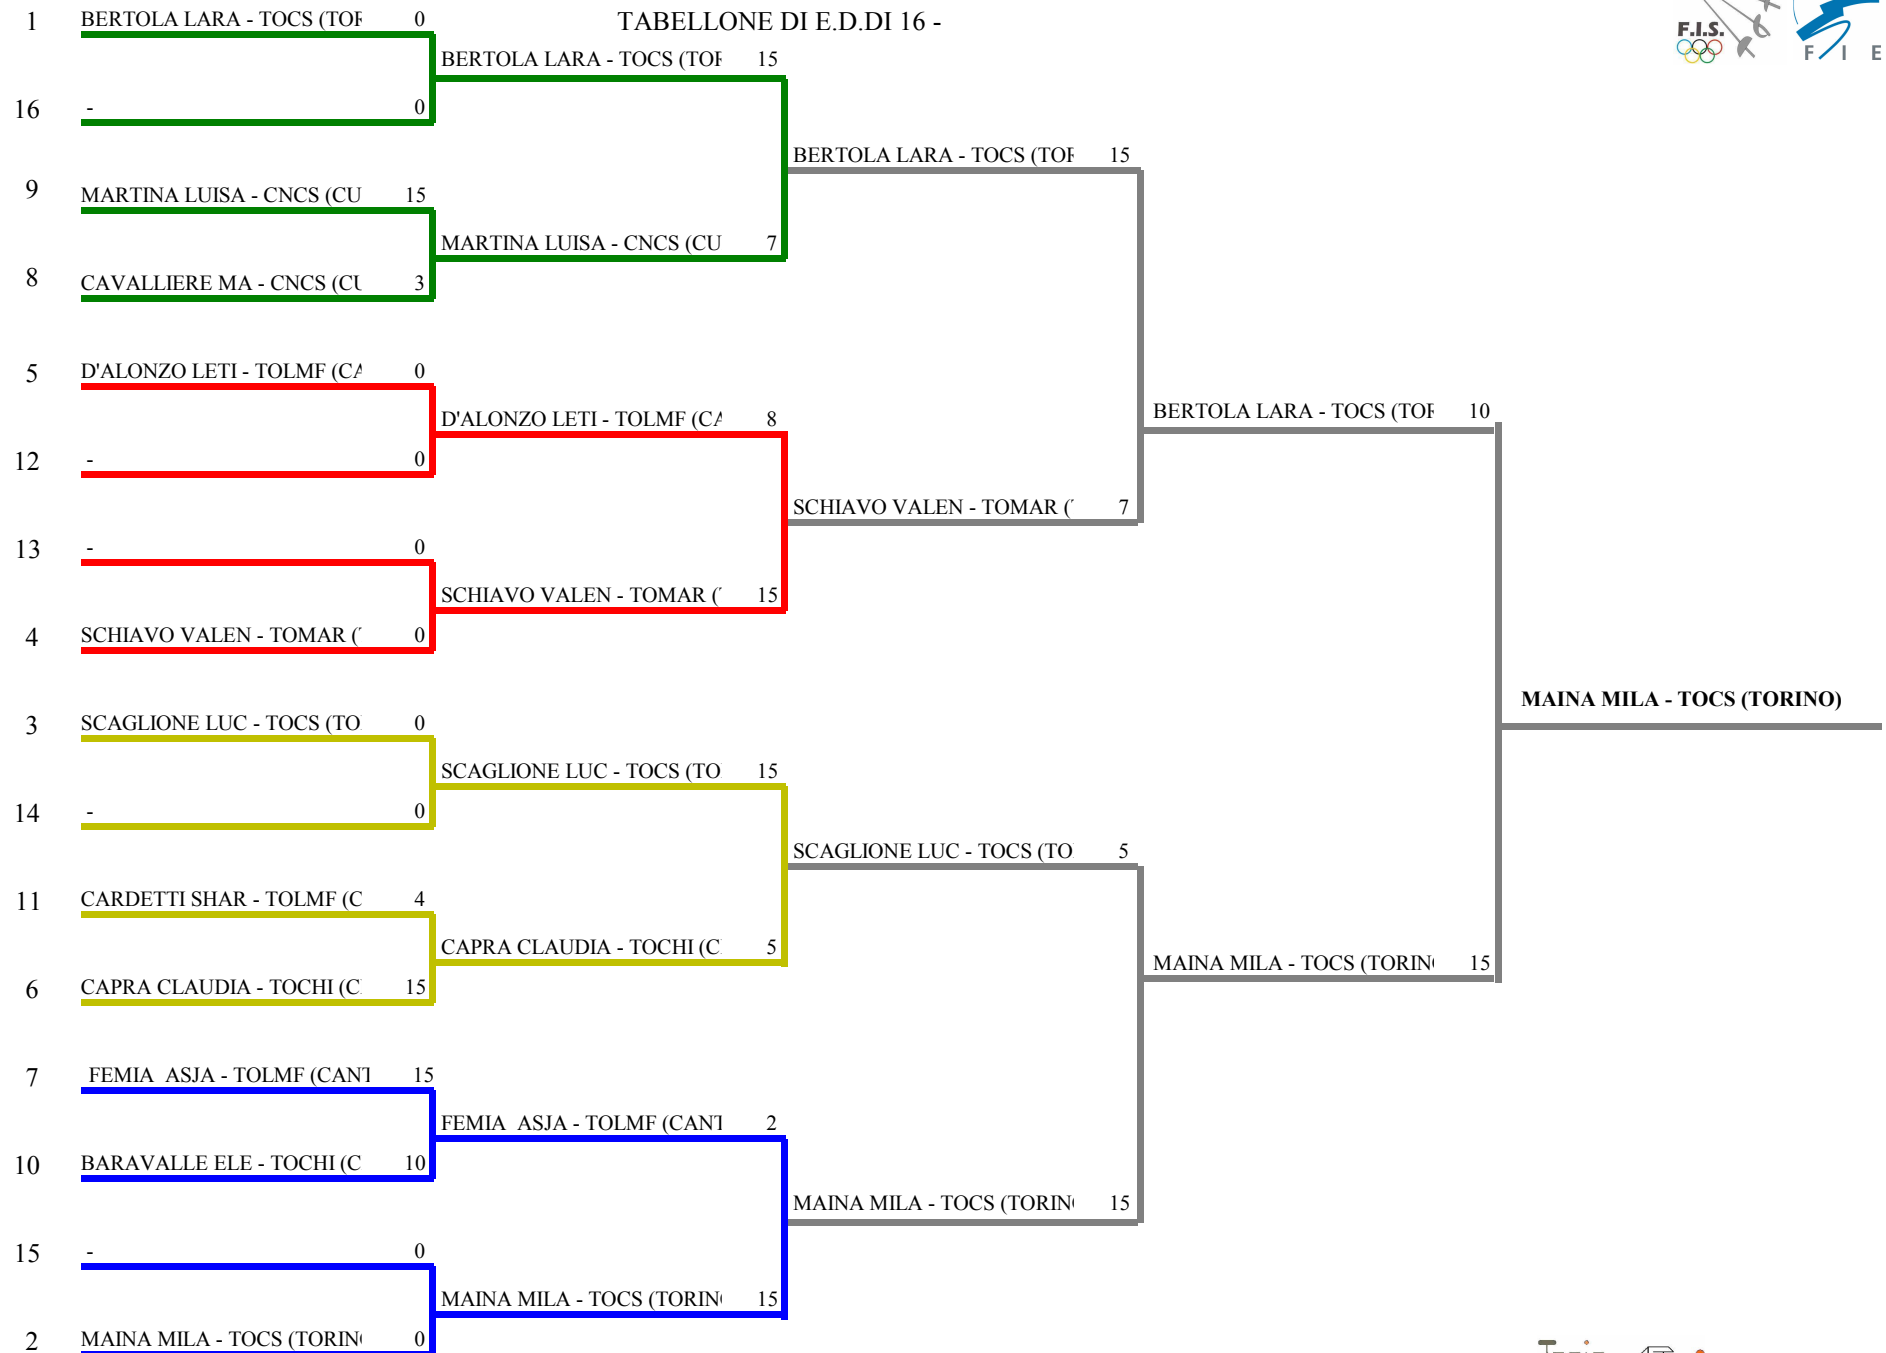 TABELLONE DI E.D.DI 16 -
F.I.S.
F I E
1 BERTOLA LARA - TOCS (TOR 0
BERTOLA LARA - TOCS (TOR 15
16 - 0
BERTOLA LARA - TOCS (TOR 15
9 MARTINA LUISA - CNCS (CU 15
MARTINA LUISA - CNCS (CU 7
8 CAVALLIERE MA - CNCS (CU 3
5 D'ALONZO LETI - TOLMF (CA 0
BERTOLA LARA - TOCS (TOR 10
D'ALONZO LETI - TOLMF (CA 8
12 - 0
SCHIAVO VALEN - TOMAR ( 7
13 - 0
SCHIAVO VALEN - TOMAR ( 15
4 SCHIAVO VALEN - TOMAR ( 0
MAINA MILA - TOCS (TORINO)
3 SCAGLIONE LUC - TOCS (TO 0
SCAGLIONE LUC - TOCS (TO 15
14 - 0
SCAGLIONE LUC - TOCS (TO 5
11 CARDETTI SHAR - TOLMF (C 4
CAPRA CLAUDIA - TOCHI (C 5
MAINA MILA - TOCS (TORIN 15
6 CAPRA CLAUDIA - TOCHI (C 15
7 FEMIA ASJA - TOLMF (CANT 15
FEMIA ASJA - TOLMF (CANT 2
10 BARAVALLE ELE - TOCHI (C 10
MAINA MILA - TOCS (TORIN 15
15 - 0
MAINA MILA - TOCS (TORIN 15
2 MAINA MILA - TOCS (TORIN 0